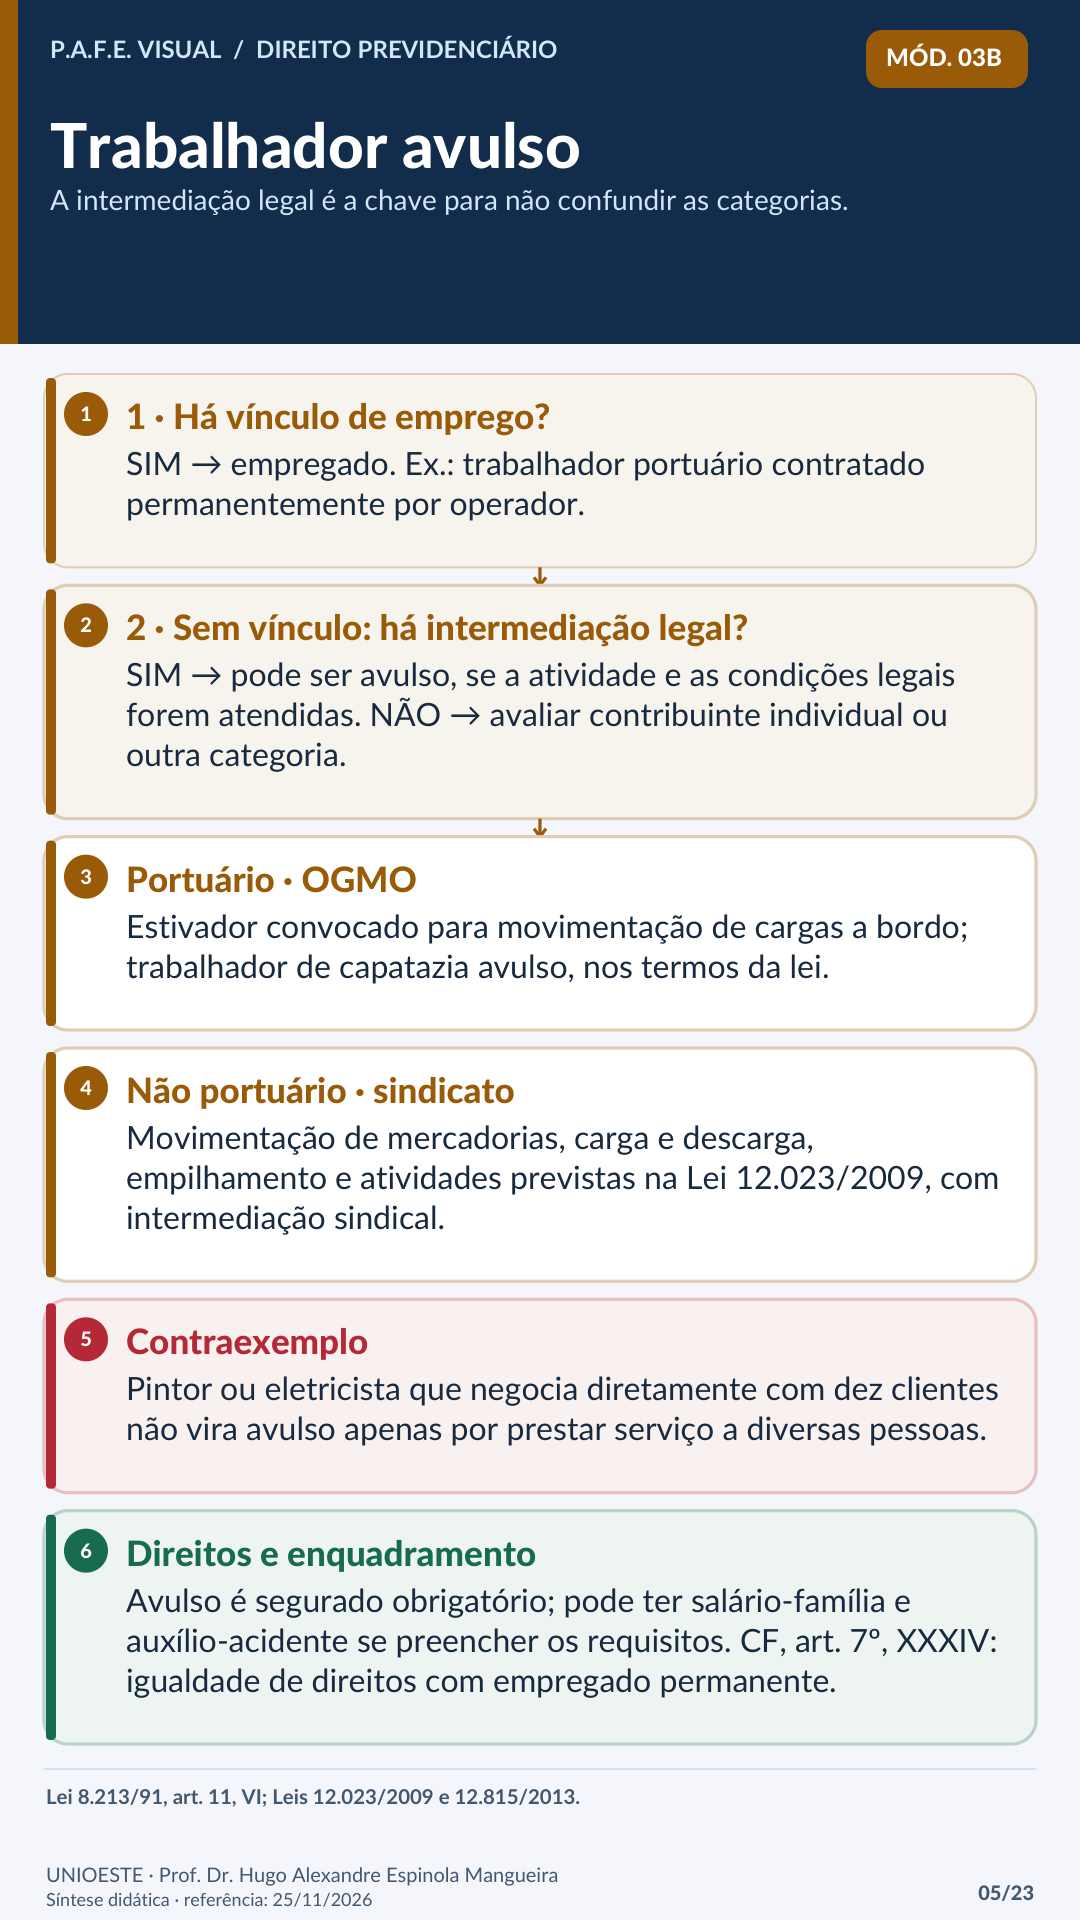 P.A.F.E. VISUAL / DIREITO PREVIDENCIÁRIO
MÓD. 03B
Trabalhador avulso
A intermediação legal é a chave para não confundir as categorias.
1
1 · Há vínculo de emprego?
SIM → empregado. Ex.: trabalhador portuário contratado
permanentemente por operador.
↓
2
2 · Sem vínculo: há intermediação legal?
SIM → pode ser avulso, se a atividade e as condições legais
forem atendidas. NÃO → avaliar contribuinte individual ou
outra categoria.
↓
3
Portuário · OGMO
Estivador convocado para movimentação de cargas a bordo;
trabalhador de capatazia avulso, nos termos da lei.
4
Não portuário · sindicato
Movimentação de mercadorias, carga e descarga,
empilhamento e atividades previstas na Lei 12.023/2009, com
intermediação sindical.
5
Contraexemplo
Pintor ou eletricista que negocia diretamente com dez clientes
não vira avulso apenas por prestar serviço a diversas pessoas.
6
Direitos e enquadramento
Avulso é segurado obrigatório; pode ter salário-família e
auxílio-acidente se preencher os requisitos. CF, art. 7º, XXXIV:
igualdade de direitos com empregado permanente.
Lei 8.213/91, art. 11, VI; Leis 12.023/2009 e 12.815/2013.
UNIOESTE · Prof. Dr. Hugo Alexandre Espinola Mangueira
Síntese didática · referência: 25/11/2026
05/23